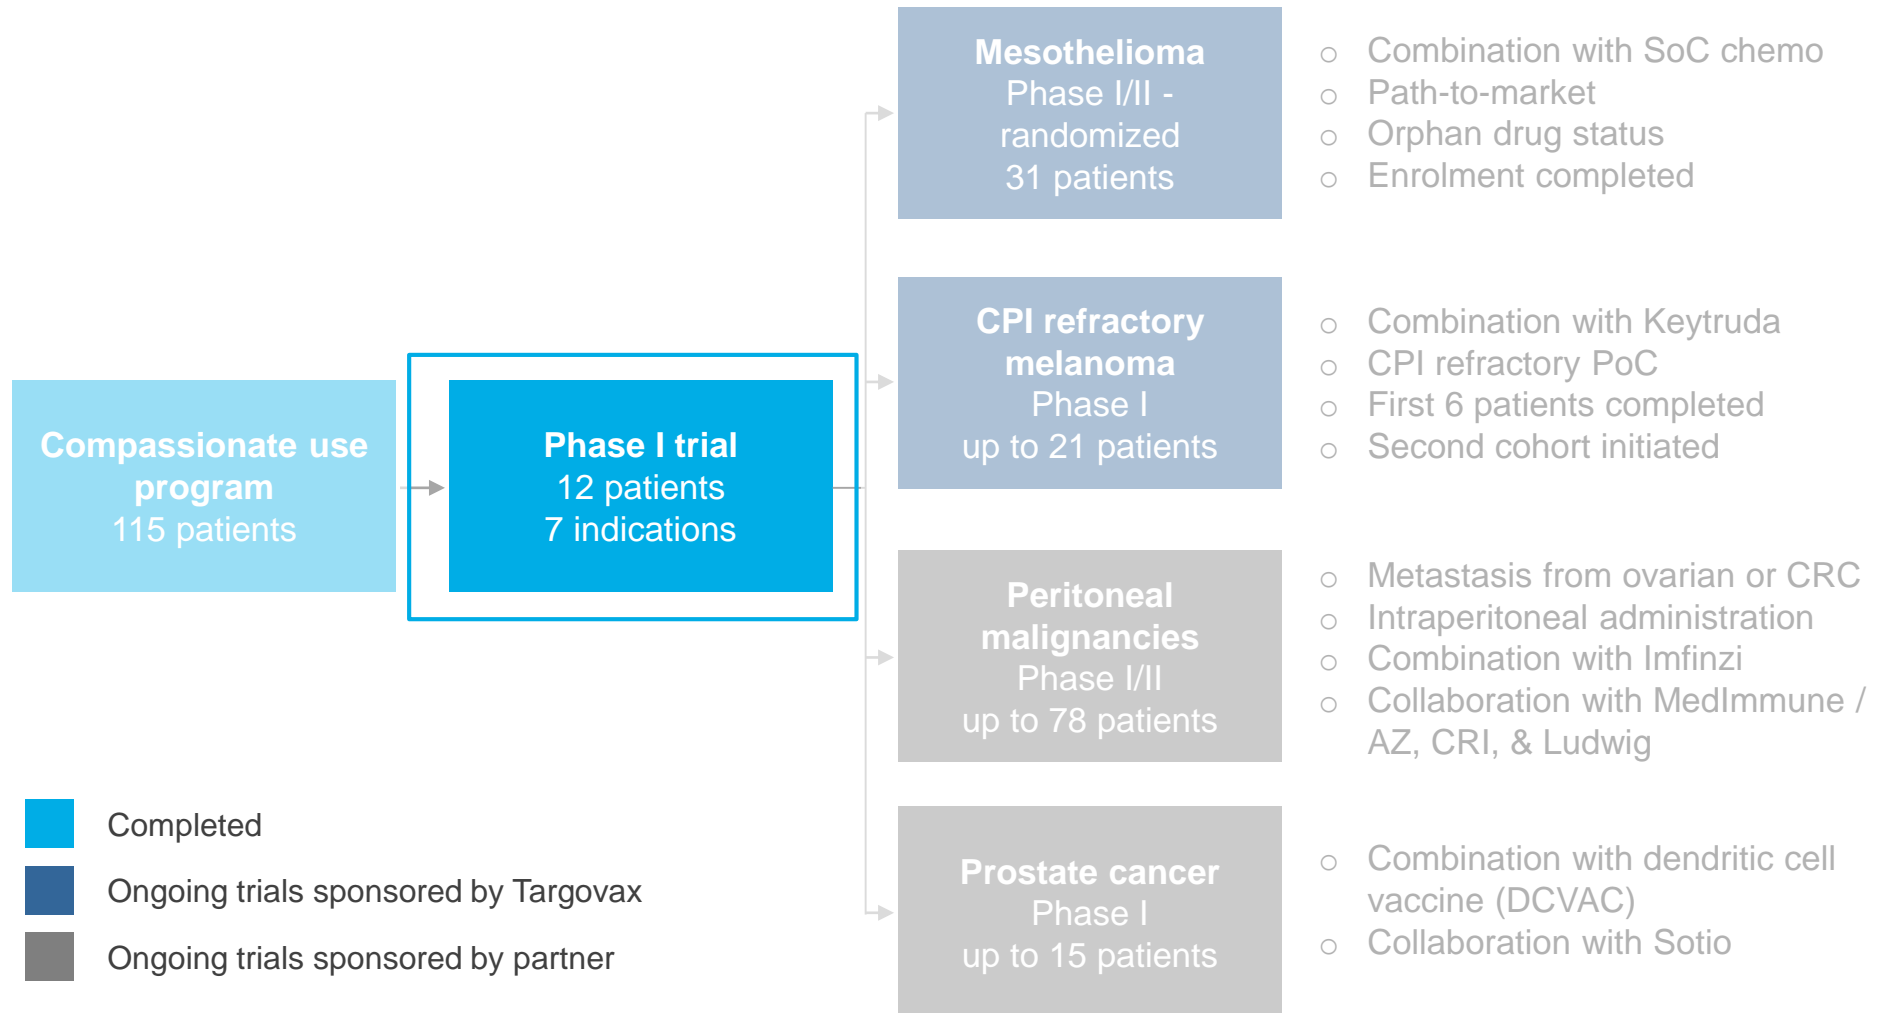 Compassionate use
program
115 patients
Phase I trial
12 patients
7 indications
Mesothelioma
Phase I/II -
randomized
31 patients
○ Combination with SoC chemo
○ Path-to-market
○ Orphan drug status
○ Enrolment completed
CPI refractory
melanoma
Phase I
up to 21 patients
○ Combination with Keytruda
○ CPI refractory PoC
○ First 6 patients completed
○ Second cohort initiated
Peritoneal
malignancies
Phase I/II
up to 78 patients
○ Metastasis from ovarian or CRC
○ Intraperitoneal administration
○ Combination with Imfinzi
○ Collaboration with MedImmune /
AZ, CRI, & Ludwig
Prostate cancer
Phase I
up to 15 patients
○ Combination with dendritic cell
vaccine (DCVAC)
○ Collaboration with Sotio
Completed
Ongoing trials sponsored by Targovax
Ongoing trials sponsored by partner